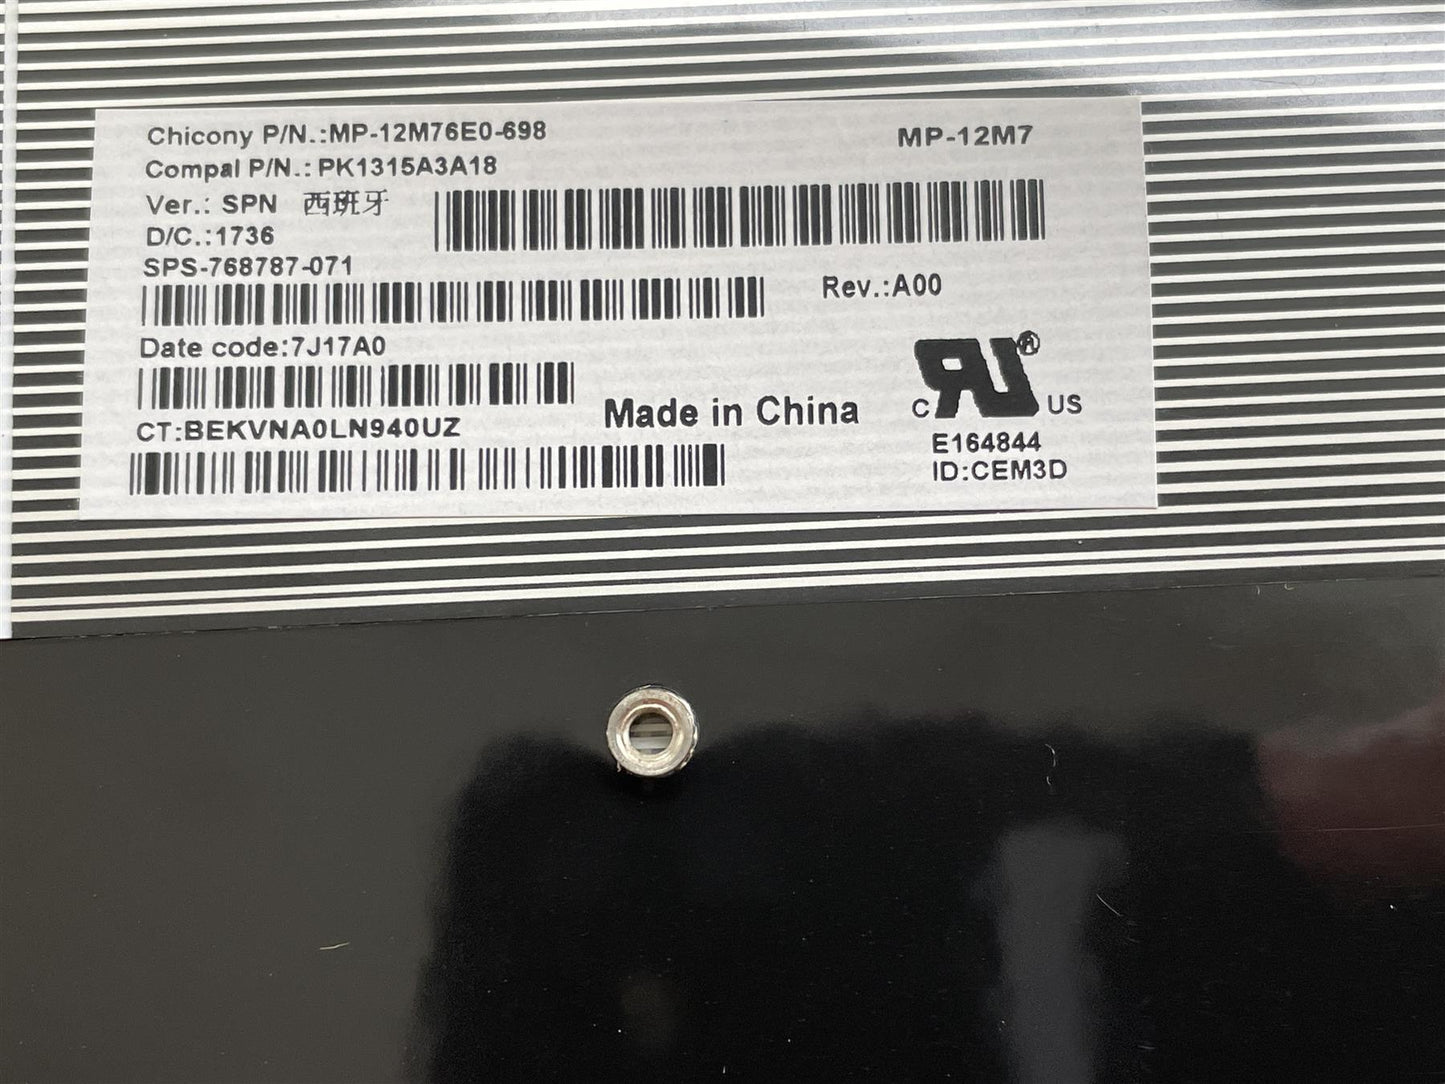 Chicony P/N.:MP-12M76E0-698
MP-12M7
Compal P/N.: PK1315A3A18
Ver.: SPN 西班牙
D/C.:1736
SPS-768787-071
Rev.:A00
Date code:7J17A0
Made in China
C RU® US
CT:BEKVNA0LN940UZ
E164844
ID:CEM3D